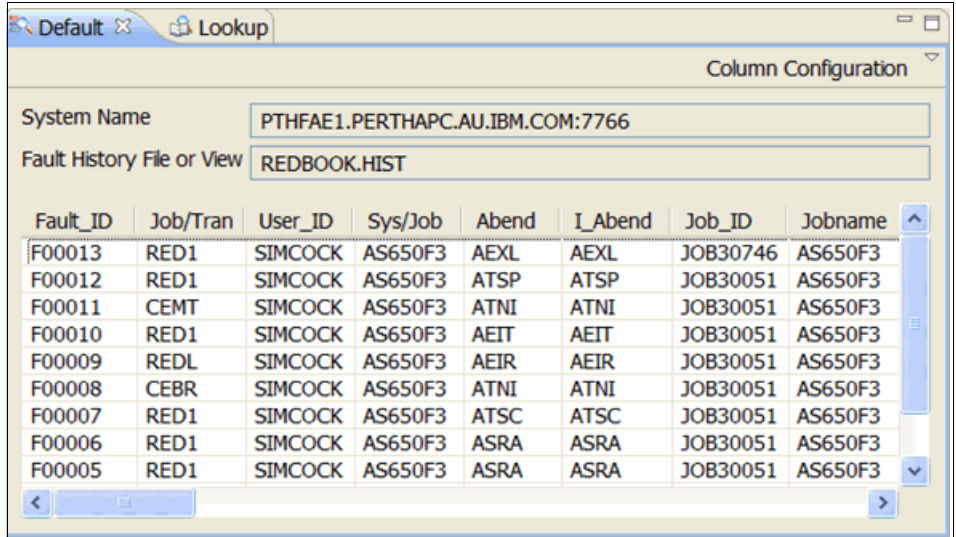 Default Lookup
Column Configuration
System Name PTHFAE1.PERTHAPC.AU.IBM.COM:7766
Fault History File or View REDBOOK.HIST
Fault_ID Job/Tran User_ID Sys/Job Abend I_Abend Job_ID Jobname
F00013 RED1 SIMCOCK AS650F3 AEXL AEXL JOB30746 AS650F3
F00012 RED1 SIMCOCK AS650F3 ATSP ATSP JOB30051 AS650F3
F00011 CEMT SIMCOCK AS650F3 ATNI ATNI JOB30051 AS650F3
F00010 RED1 SIMCOCK AS650F3 AEIT AEIT JOB30051 AS650F3
F00009 REDL SIMCOCK AS650F3 AEIR AEIR JOB30051 AS650F3
F00008 CEBR SIMCOCK AS650F3 ATNI ATNI JOB30051 AS650F3
F00007 RED1 SIMCOCK AS650F3 ATSC ATSC JOB30051 AS650F3
F00006 RED1 SIMCOCK AS650F3 ASRA ASRA JOB30051 AS650F3
F00005 RED1 SIMCOCK AS650F3 ASRA ASRA JOB30051 AS650F3